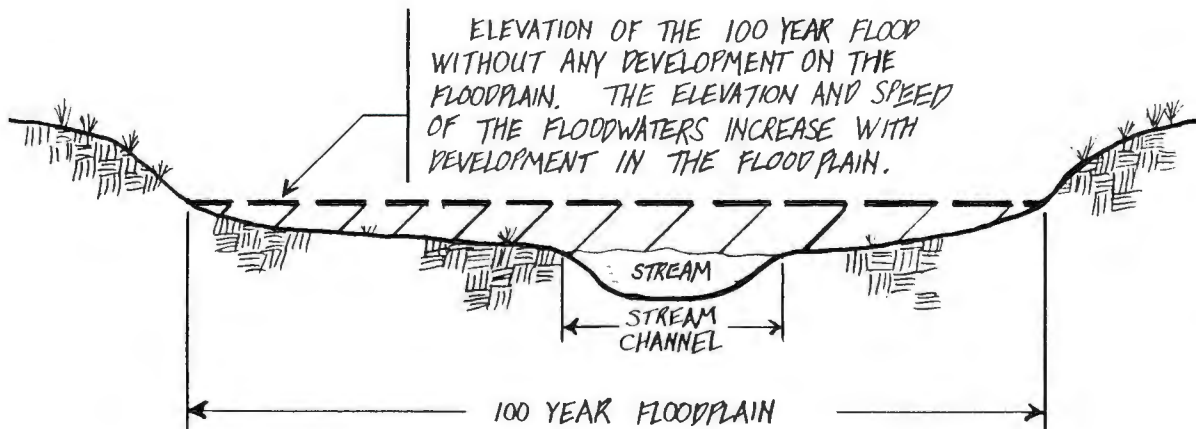 ELEVATION OF THE 100 YEAR FLOOD
WITHOUT ANY DEVELOPMENT ON THE
FLOODPLAIN. THE ELEVATION AND SPEED
OF THE FLOODWATERS INCREASE WITH
DEVELOPMENT IN THE FLOODPLAIN.
STREAM
STREAM
CHANNEL
100 YEAR FLOODPLAIN